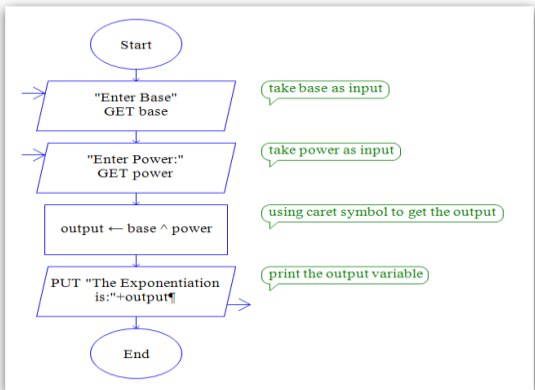 Start
"Enter Base"
GET base
take base as input
"Enter Power:"
GET power
take power as input
output ← base ^ power
using caret symbol to get the output
PUT "The Exponentiation
is:"+output¶
print the output variable
End